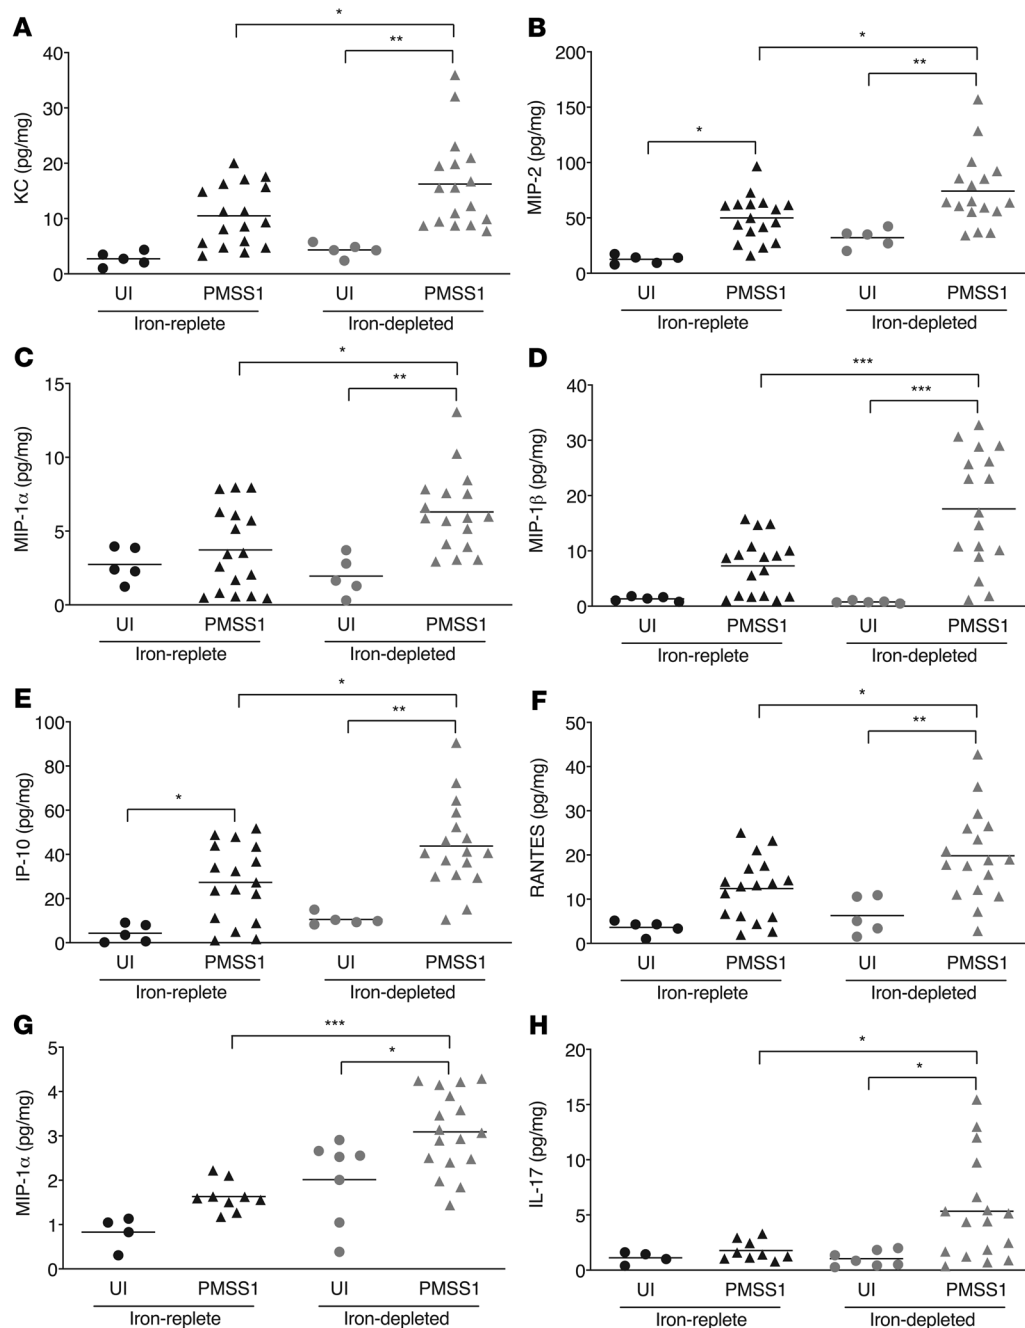 A
B
*
**
40
30
20
10
0
KC (pg/mg)
UI PMSS1 UI PMSS1
Iron-replete Iron-depleted
*
**
*
200
150
100
50
0
MIP-2 (pg/mg)
UI PMSS1 UI PMSS1
Iron-replete Iron-depleted
C
D
*
**
15
10
5
0
MIP-1α (pg/mg)
UI PMSS1 UI PMSS1
Iron-replete Iron-depleted
***
***
40
30
20
10
0
MIP-1β (pg/mg)
UI PMSS1 UI PMSS1
Iron-replete Iron-depleted
E
F
*
**
*
100
80
60
40
20
0
IP-10 (pg/mg)
UI PMSS1 UI PMSS1
Iron-replete Iron-depleted
*
**
50
40
30
20
10
0
RANTES (pg/mg)
UI PMSS1 UI PMSS1
Iron-replete Iron-depleted
G
H
***
*
5
4
3
2
1
0
MIP-1α (pg/mg)
UI PMSS1 UI PMSS1
Iron-replete Iron-depleted
*
*
20
15
10
5
0
IL-17 (pg/mg)
UI PMSS1 UI PMSS1
Iron-replete Iron-depleted